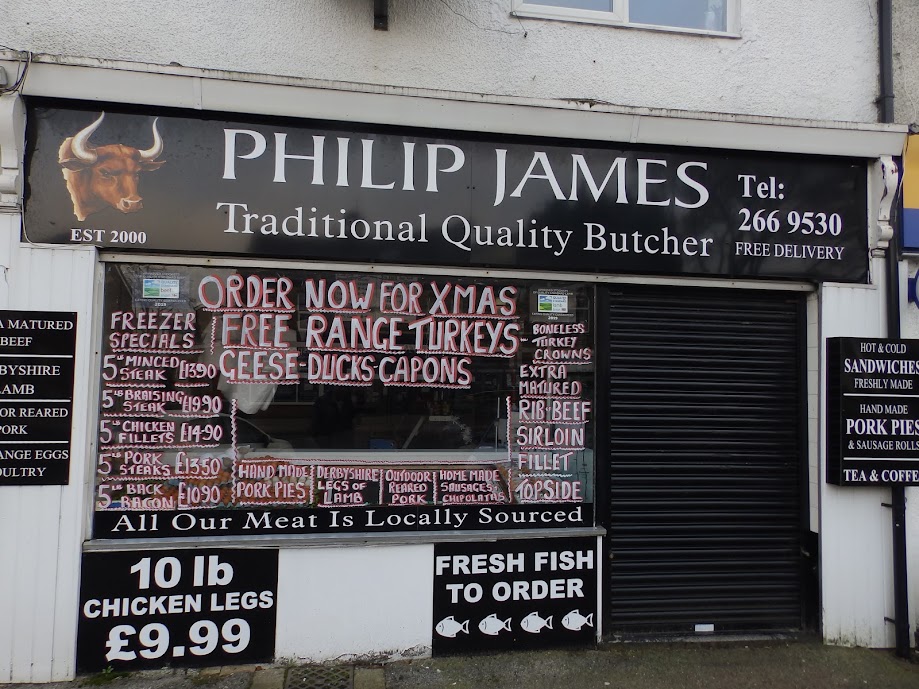 PHILIP JAMES
Traditional Quality Butcher
EST 2000
Tel:
266 9530
FREE DELIVERY
A MATURED
BEEF
BYSHIRE
LAMB
OR REARED
PORK
ANGE EGGS
OULTRY
ORDER NOW FOR XMAS
FREE RANGE TURKEYS
GEESE-DUCKS-CAPONS
FREEZER
SPECIALS
5LB MINCED
STEAK £13.90
5LB BRAISING
STEAK £19.90
5LB CHICKEN
FILLETS £14.90
5LB PORK
STEAKS £13.50
5LB BACK
BACON £10.90
HAND MADE
PORK PIES
DERBYSHIRE
LEGS OF
LAMB
OUTDOOR
REARED
PORK
HOME MADE
SAUSAGES
CHIPOLATAS
BONELESS
TURKEY
CROWNS
EXTRA
MATURED
RIB BEEF
SIRLOIN
FILLET
TOPSIDE
All Our Meat Is Locally Sourced
10 lb
CHICKEN LEGS
£9.99
FRESH FISH
TO ORDER
HOT & COLD
SANDWICHES
FRESHLY MADE
HAND MADE
PORK PIES
& SAUSAGE ROLLS
TEA & COFFE